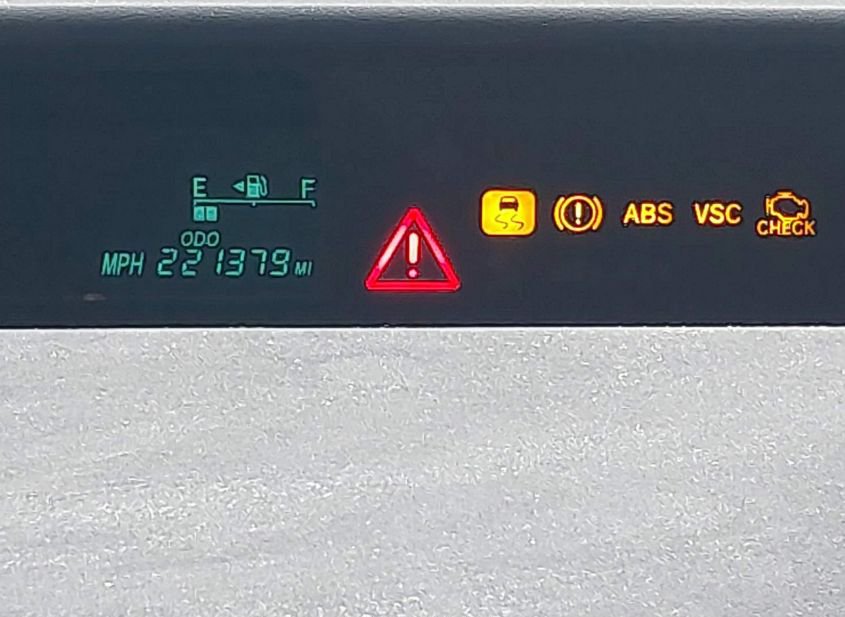 E F
ODO
MPH 221379 MI
! (!) ABS VSC
CHECK